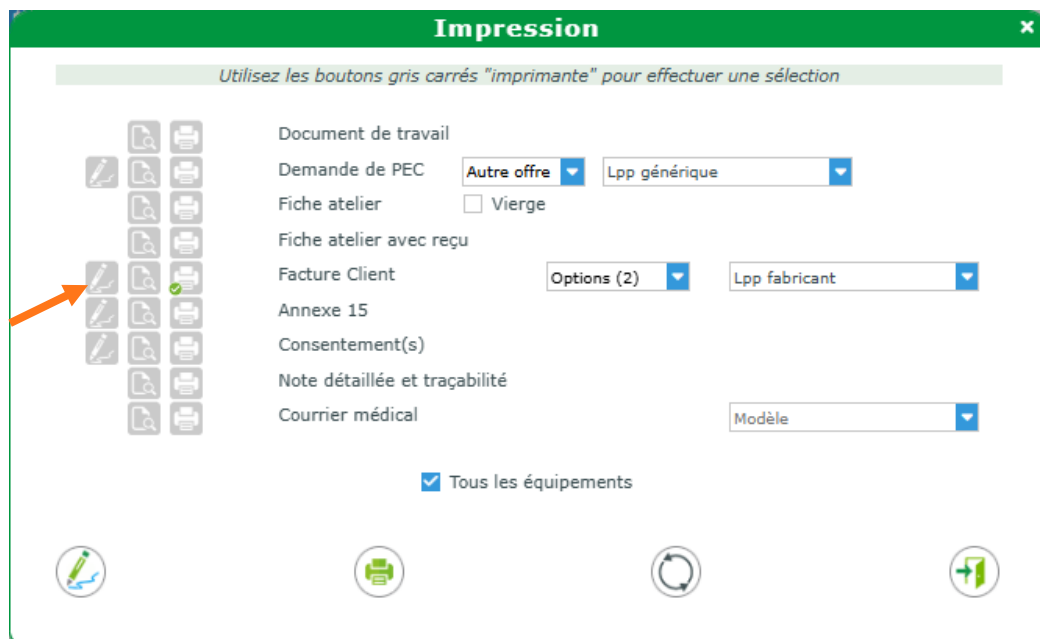 Impression
Utilisez les boutons gris carrés "imprimante" pour effectuer une sélection
Document de travail
Demande de PEC Autre offre Lpp générique
Fiche atelier Vierge
Fiche atelier avec reçu
Facture Client Options (2) Lpp fabricant
Annexe 15
Consentement(s)
Note détaillée et traçabilité
Courrier médical Modèle
Tous les équipements